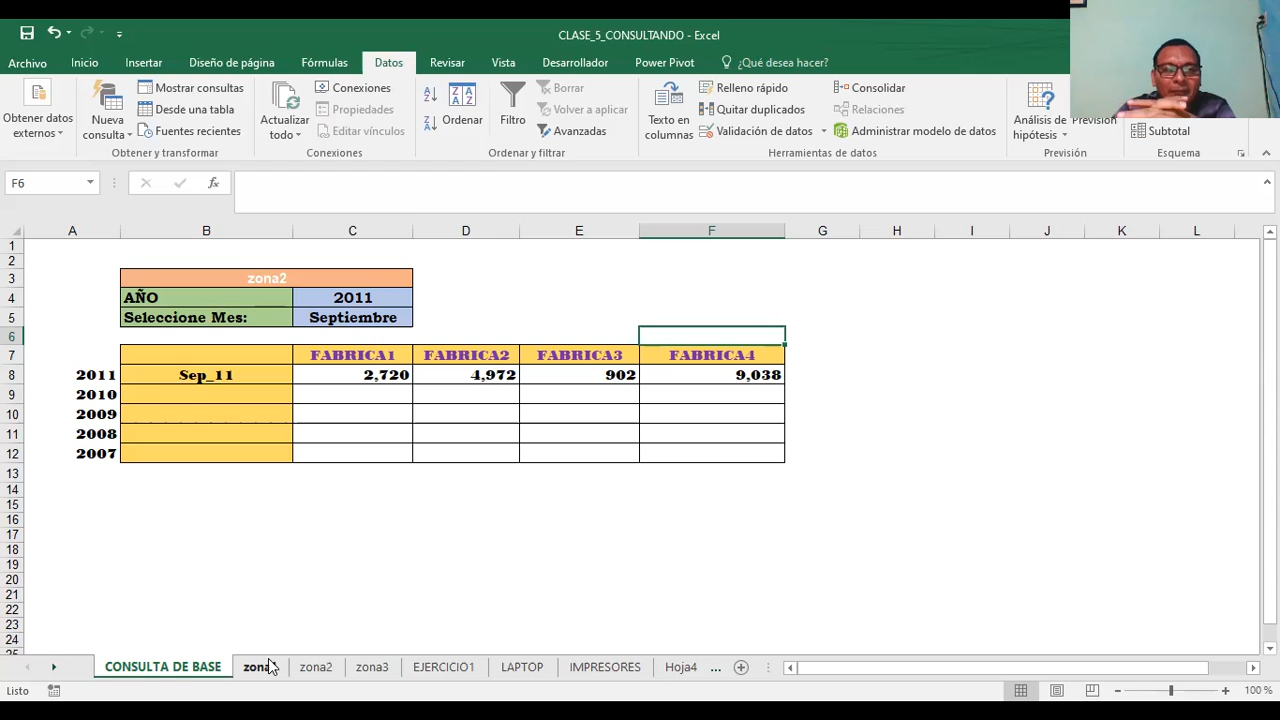 CLASE_5_CONSULTANDO - Excel
Archivo Inicio Insertar Diseño de página Fórmulas Datos Revisar Vista Desarrollador Power Pivot ¿Qué desea hacer?
Obtener datos externos
Nueva consulta
Mostrar consultas
Desde una tabla
Fuentes recientes
Obtener y transformar
Actualizar todo
Conexiones
Propiedades
Editar vínculos
Conexiones
Ordenar
Filtro
Borrar
Volver a aplicar
Avanzadas
Ordenar y filtrar
Texto en columnas
Relleno rápido
Quitar duplicados
Validación de datos
Consolidar
Relaciones
Administrar modelo de datos
Herramientas de datos
Análisis de hipótesis
Previsión
Previsión
Subtotal
Esquema
F6
fx
A B C D E F G H I J K L
1
2
3 zona2
4 AÑO 2011
5 Seleccione Mes: Septiembre
6
7 FABRICA1 FABRICA2 FABRICA3 FABRICA4
8 2011 Sep_11 2,720 4,972 902 9,038
9 2010
10 2009
11 2008
12 2007
13
14
15
16
17
18
19
20
21
22
23
24
CONSULTA DE BASE zona2 zona3 EJERCICIO1 LAPTOP IMPRESORES Hoja4 ...
Listo 100 %